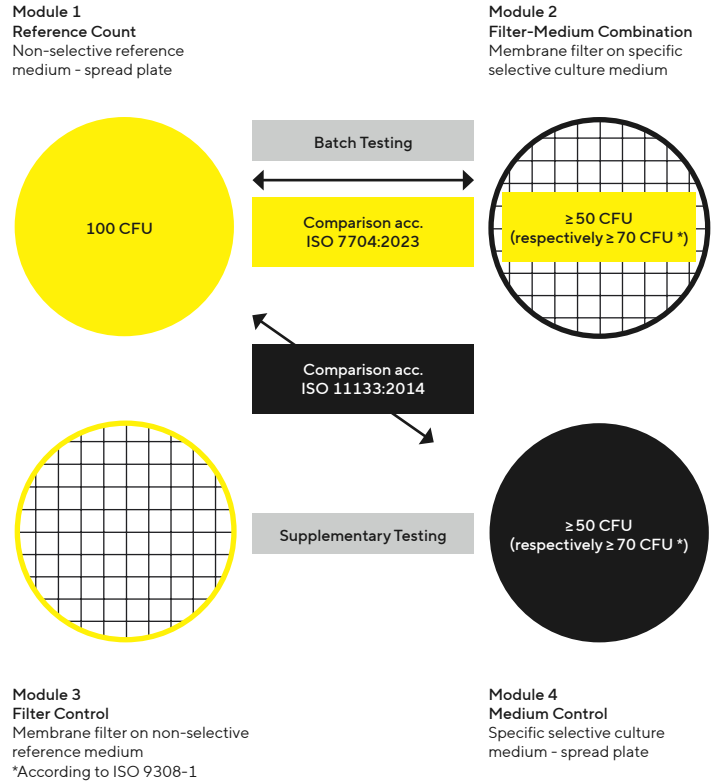 Module 1
Reference Count
Non-selective reference
medium - spread plate
Module 2
Filter-Medium Combination
Membrane filter on specific
selective culture medium
Batch Testing
100 CFU
Comparison acc.
ISO 7704:2023
≥ 50 CFU
(respectively ≥ 70 CFU *)
Comparison acc.
ISO 11133:2014
Supplementary Testing
≥ 50 CFU
(respectively ≥ 70 CFU *)
Module 3
Filter Control
Membrane filter on non-selective
reference medium
*According to ISO 9308-1
Module 4
Medium Control
Specific selective culture
medium - spread plate